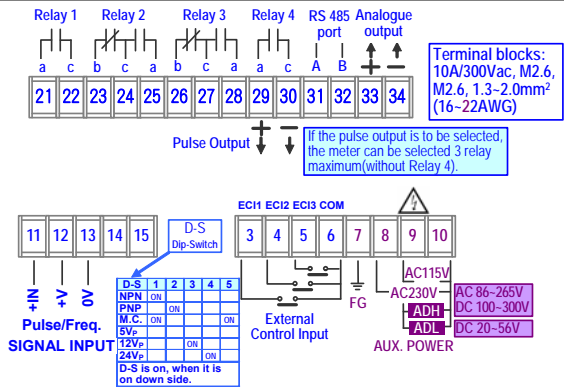 Relay 1 Relay 2 Relay 3 Relay 4 RS 485 port Analogue output
a c b c a b c a a c A B + −
21 22 23 24 25 26 27 28 29 30 31 32 33 34
Terminal blocks:
10A/300Vac, M2.6,
M2.6, 1.3~2.0mm²
(16~22AWG)
Pulse Output + −
If the pulse output is to be selected,
the meter can be selected 3 relay
maximum(without Relay 4).
11 12 13 14 15
+IN +V 0V
Pulse/Freq.
SIGNAL INPUT
D-S
Dip-Switch
D-S 1 2 3 4 5
NPN ON
PNP ON
M.C. ON ON
5VP
12VP ON
24VP ON
D-S is on, when it is
on down side.
ECI1 ECI2 ECI3 COM
3 4 5 6 7 8 9 10
External
Control Input
FG
AC115V
AC230V
ADH
ADL
AC 86~265V
DC 100~300V
DC 20~56V
AUX. POWER